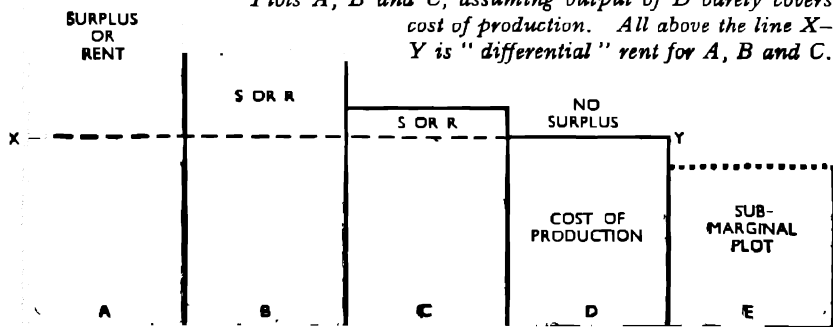 Plots A, B and C, assuming output of D barely covers
cost of production. All above the line X–
Y is "differential" rent for A, B and C.
SURPLUS
OR
RENT
S OR R
S OR R
NO
SURPLUS
X
Y
COST OF
PRODUCTION
SUB-
MARGINAL
PLOT
A B C D E